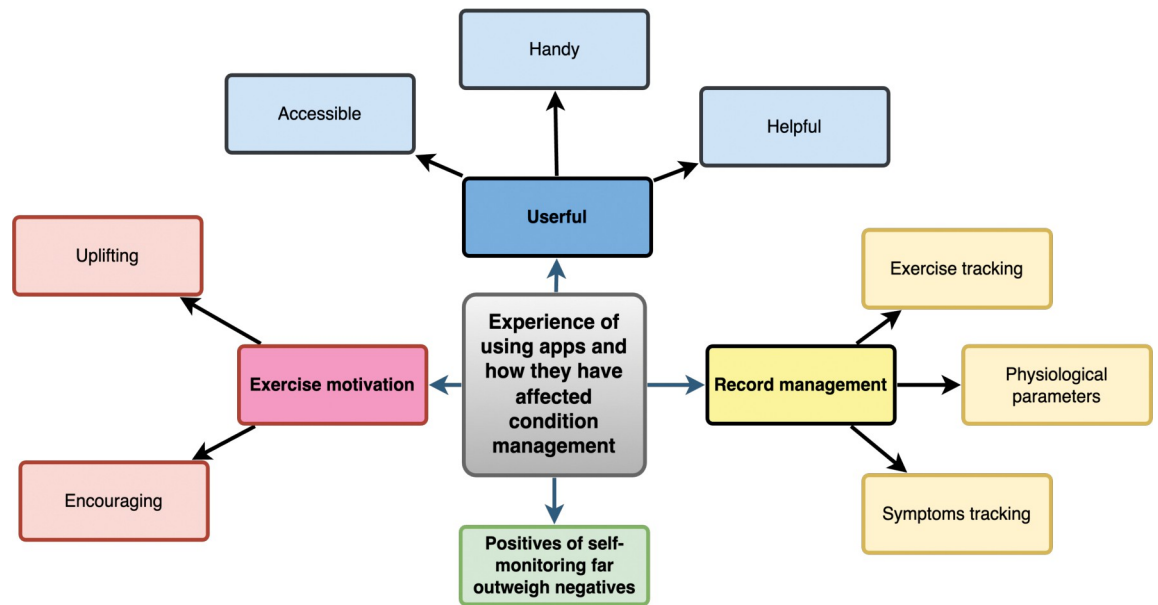 Handy
Accessible
Helpful
Userful
Uplifting
Exercise tracking
Experience of
using apps and
how they have
affected
condition
management
Exercise motivation
Record management
Physiological
parameters
Encouraging
Symptoms tracking
Positives of self-
monitoring far
outweigh negatives